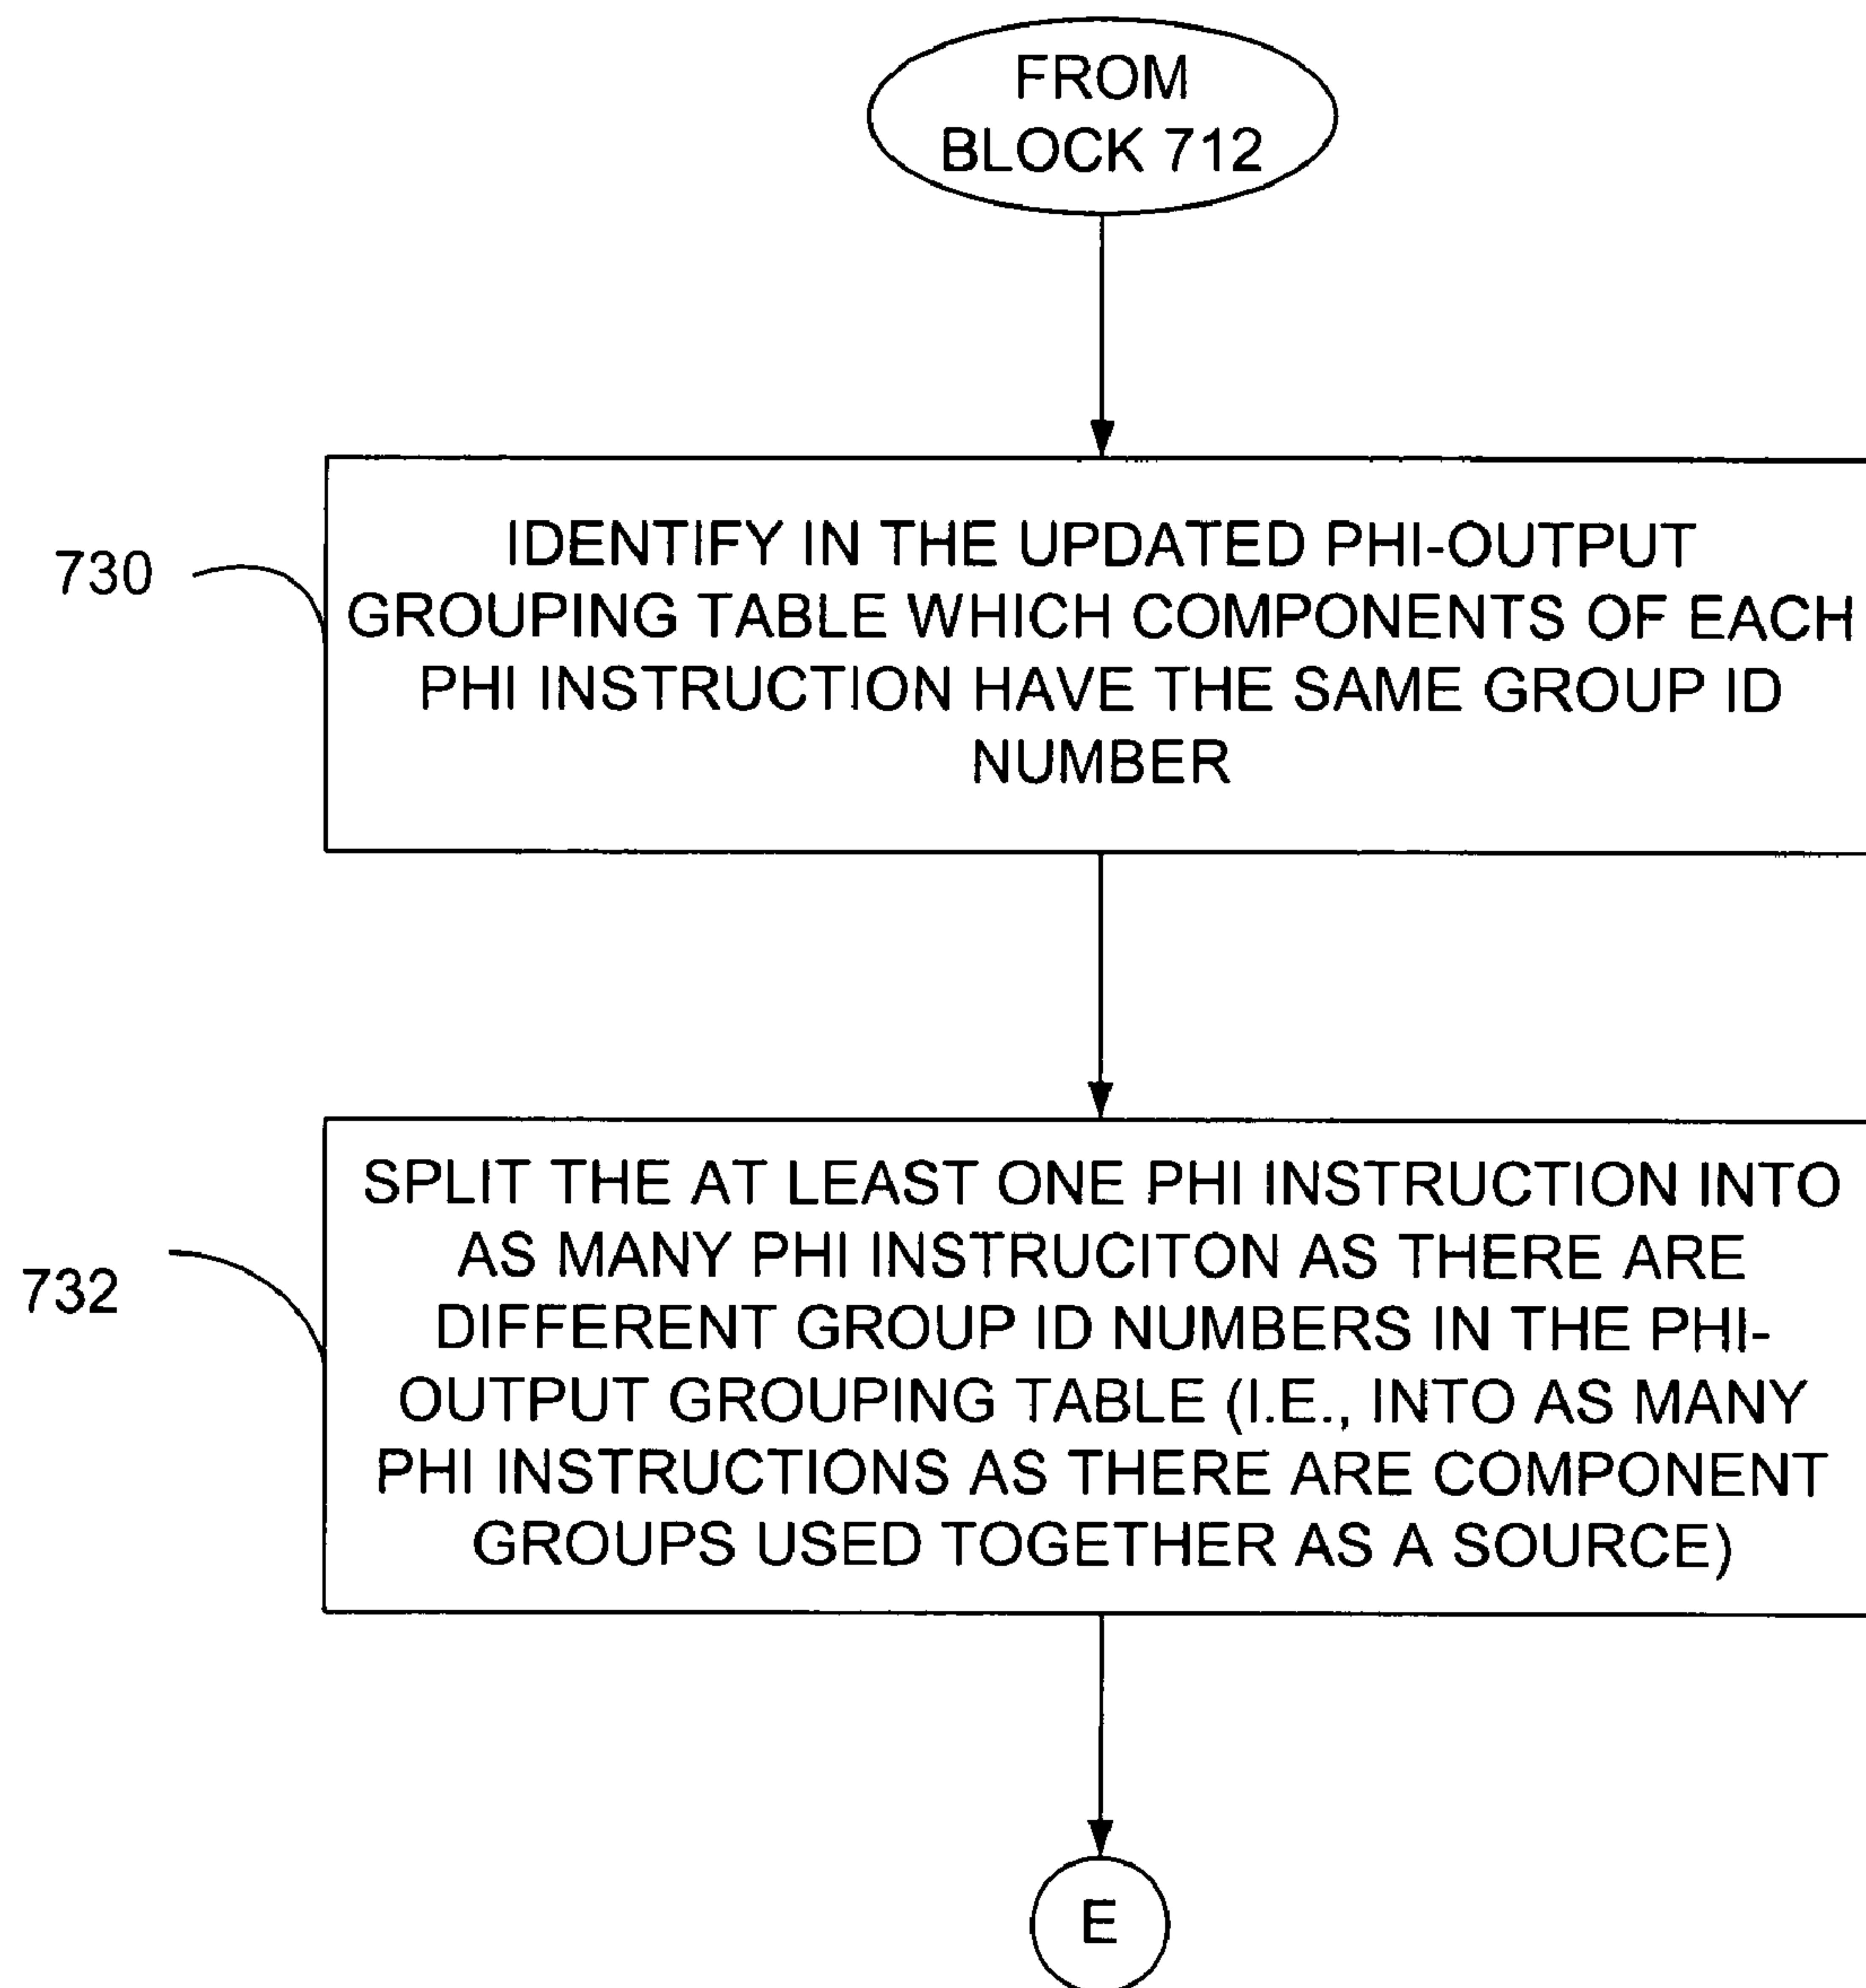 FROM
BLOCK 712
730
IDENTIFY IN THE UPDATED PHI-OUTPUT
GROUPING TABLE WHICH COMPONENTS OF EACH
PHI INSTRUCTION HAVE THE SAME GROUP ID
NUMBER
732
SPLIT THE AT LEAST ONE PHI INSTRUCTION INTO
AS MANY PHI INSTRUCITON AS THERE ARE
DIFFERENT GROUP ID NUMBERS IN THE PHI-
OUTPUT GROUPING TABLE (I.E., INTO AS MANY
PHI INSTRUCTIONS AS THERE ARE COMPONENT
GROUPS USED TOGETHER AS A SOURCE)
E